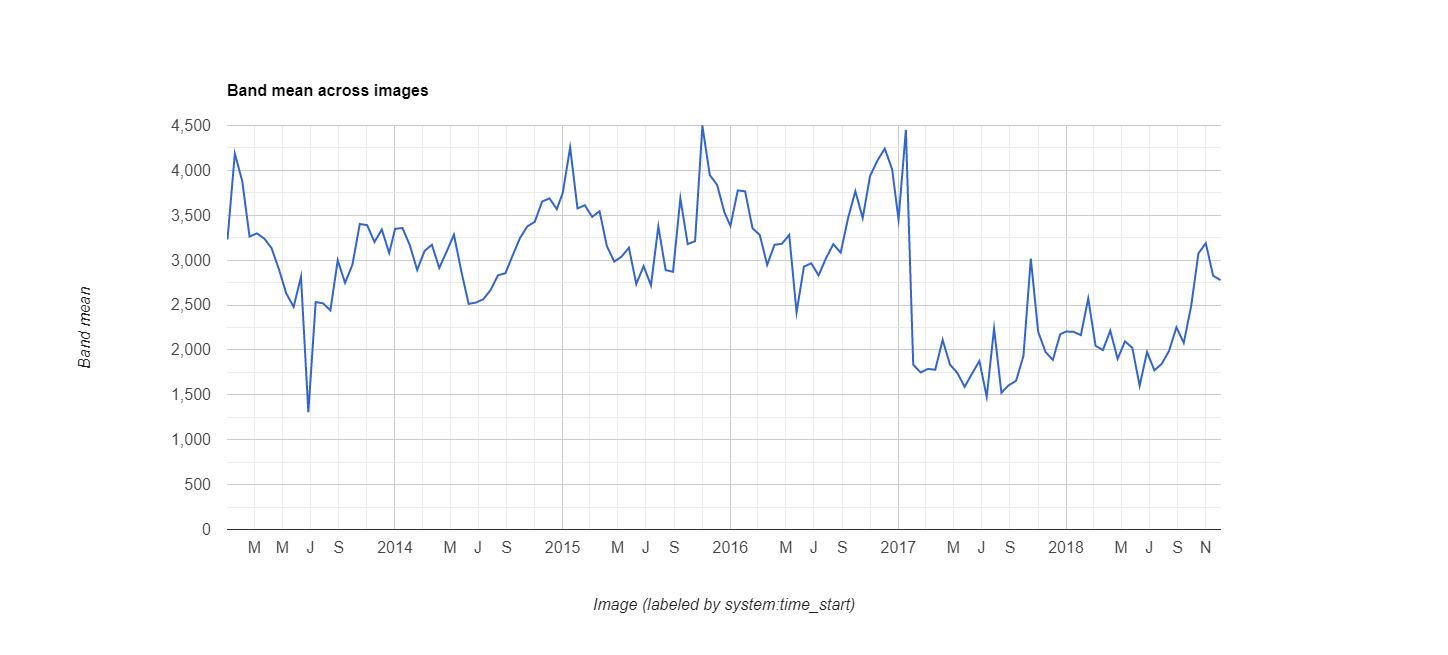 Band mean across images
4,500
4,000
3,500
3,000
2,500
2,000
1,500
1,000
500
0
Band mean
M M J S 2014 M J S 2015 M J S 2016 M J S 2017 M J S 2018 M J S N
Image (labeled by system:time_start)